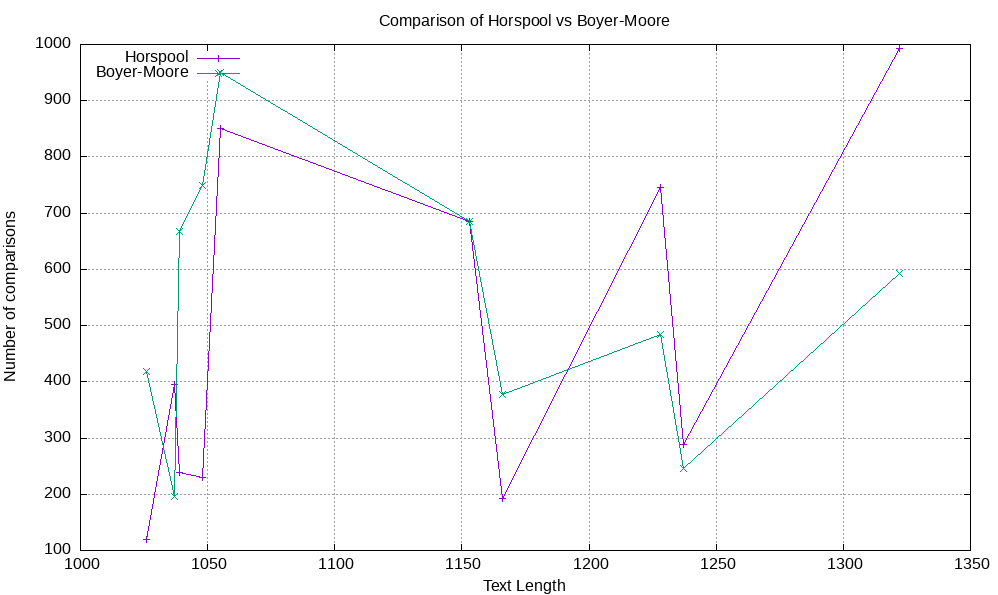 Comparison of Horspool vs Boyer-Moore
Horspool
Boyer-Moore
Number of comparisons
1000
900
800
700
600
500
400
300
200
100
1000 1050 1100 1150 1200 1250 1300 1350
Text Length